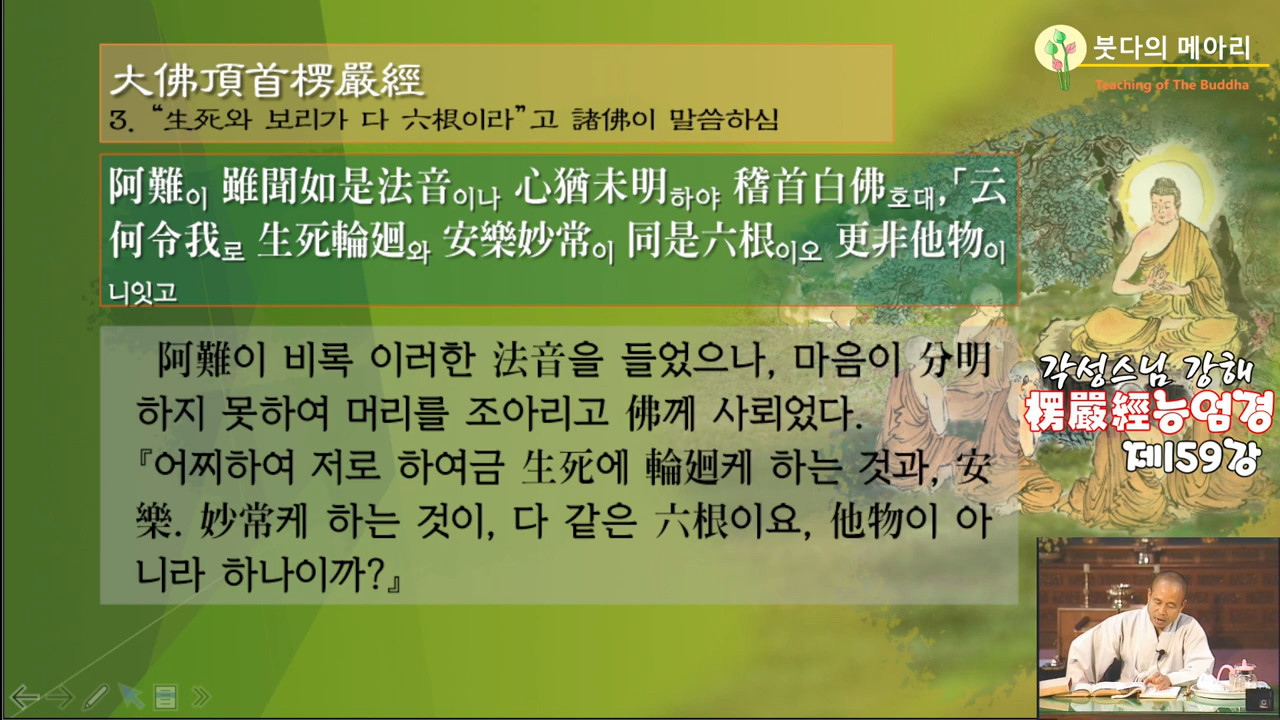 大佛頂首楞嚴經
3. “生死와 보리가 다 六根이라”고 諸佛이 말씀하심
阿難이 雖聞如是法音이나 心猶未明하야 稽首白佛호대,「云
何令我로 生死輪廻와 安樂妙常이 同是六根이오 更非他物이
니잇고
阿難이 비록 이러한 法音을 들었으나, 마음이 分明
하지 못하여 머리를 조아리고 佛께 사뢰었다.
『어찌하여 저로 하여금 生死에 輪廻케 하는 것과, 安
樂. 妙常케 하는 것이, 다 같은 六根이요, 他物이 아
니라 하나이까?』
붓다의 메아리
Teaching of The Buddha
각성스님 강해
楞嚴經능엄경
제159강